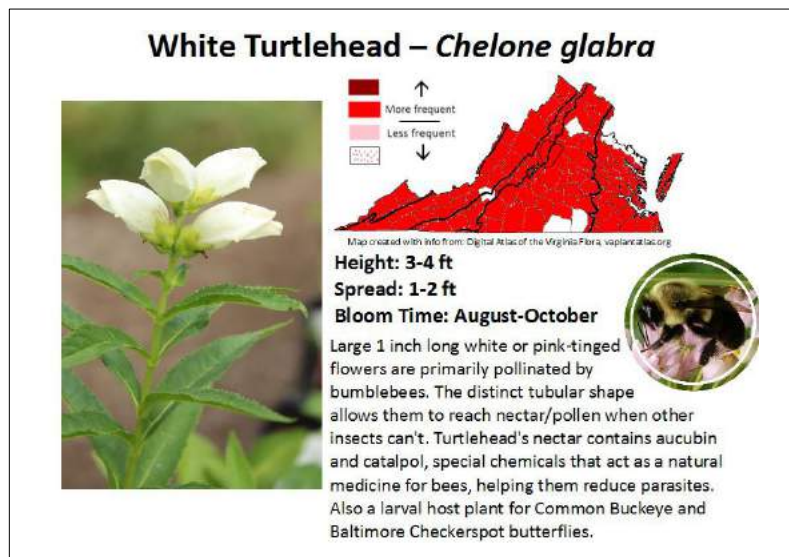 White Turtlehead – Chelone glabra
More frequent
Less frequent
Map created with info from: Digital Atlas of the Virginia Flora, vaplantatlas.org
Height: 3-4 ft
Spread: 1-2 ft
Bloom Time: August-October
Large 1 inch long white or pink-tinged
flowers are primarily pollinated by
bumblebees. The distinct tubular shape
allows them to reach nectar/pollen when other
insects can't. Turtlehead's nectar contains aucubin
and catalpol, special chemicals that act as a natural
medicine for bees, helping them reduce parasites.
Also a larval host plant for Common Buckeye and
Baltimore Checkerspot butterflies.